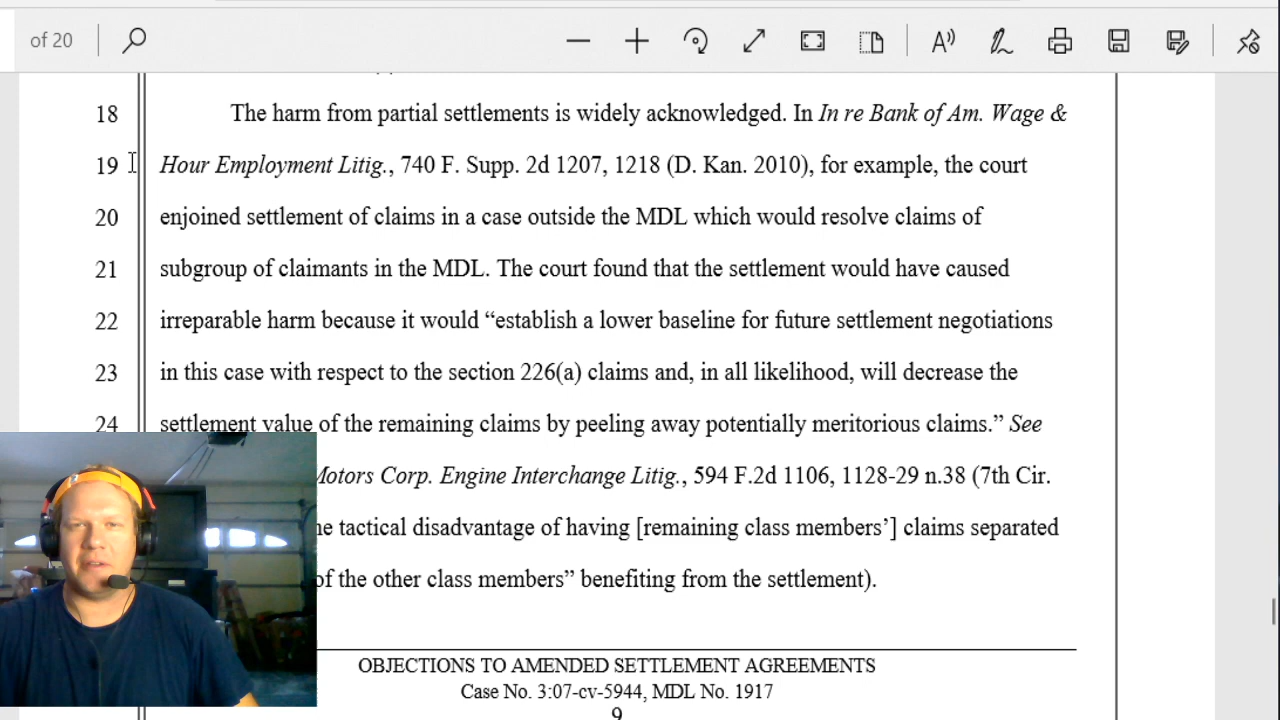 of 20
18 The harm from partial settlements is widely acknowledged. In In re Bank of Am. Wage &
19 Hour Employment Litig., 740 F. Supp. 2d 1207, 1218 (D. Kan. 2010), for example, the court
20 enjoined settlement of claims in a case outside the MDL which would resolve claims of
21 subgroup of claimants in the MDL. The court found that the settlement would have caused
22 irreparable harm because it would “establish a lower baseline for future settlement negotiations
23 in this case with respect to the section 226(a) claims and, in all likelihood, will decrease the
24 settlement value of the remaining claims by peeling away potentially meritorious claims.” See
Motors Corp. Engine Interchange Litig., 594 F.2d 1106, 1128-29 n.38 (7th Cir.
tactical disadvantage of having [remaining class members’] claims separated
of the other class members” benefiting from the settlement).
OBJECTIONS TO AMENDED SETTLEMENT AGREEMENTS
Case No. 3:07-cv-5944, MDL No. 1917
9